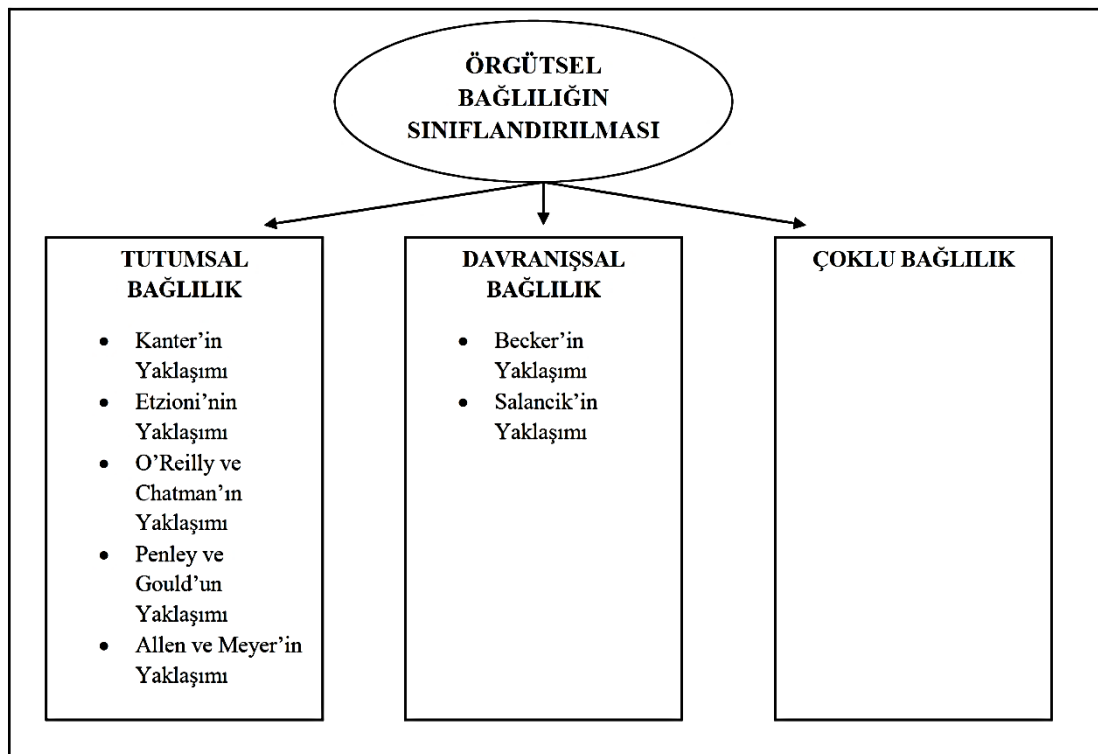 ÖRGÜTSEL
BAĞLILIĞIN
SINIFLANDIRILMASI
TUTUMSAL
BAĞLILIK
• Kanter’in
Yaklaşımı
• Etzioni’nin
Yaklaşımı
• O’Reilly ve
Chatman’ın
Yaklaşımı
• Penley ve
Gould’un
Yaklaşımı
• Allen ve Meyer’in
Yaklaşımı
DAVRANIŞSAL
BAĞLILIK
• Becker’in
Yaklaşımı
• Salancik’in
Yaklaşımı
ÇOKLU BAĞLILIK